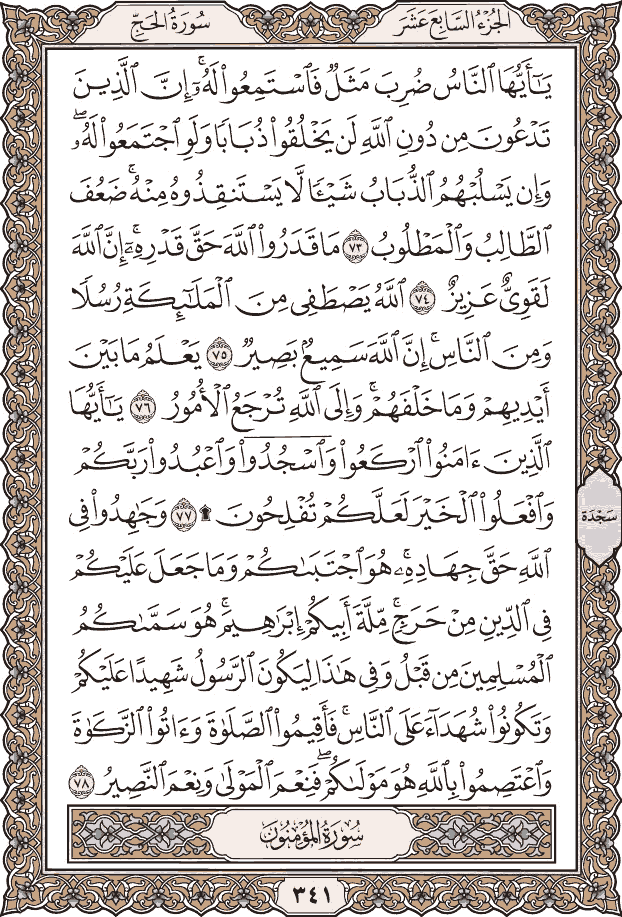 الجزء السابع عشر
سورة الحج
يَـٰٓأَيُّهَا ٱلنَّاسُ ضُرِبَ مَثَلٌ فَٱسْتَمِعُوا۟ لَهُۥٓ ۚ إِنَّ ٱلَّذِينَ
تَدْعُونَ مِن دُونِ ٱللَّهِ لَن يَخْلُقُوا۟ ذُبَابًا وَلَوِ ٱجْتَمَعُوا۟ لَهُۥ ۖ
وَإِن يَسْلُبْهُمُ ٱلذُّبَابُ شَيْـًٔا لَّا يَسْتَنقِذُوهُ مِنْهُ ۚ ضَعُفَ
ٱلطَّالِبُ وَٱلْمَطْلُوبُ ٧٣ مَا قَدَرُوا۟ ٱللَّهَ حَقَّ قَدْرِهِۦٓ ۚ إِنَّ ٱللَّهَ
لَقَوِىٌّ عَزِيزٌ ٧٤ ٱللَّهُ يَصْطَفِى مِنَ ٱلْمَلَـٰٓئِكَةِ رُسُلًا
وَمِنَ ٱلنَّاسِ ۚ إِنَّ ٱللَّهَ سَمِيعٌۢ بَصِيرٌ ٧٥ يَعْلَمُ مَا بَيْنَ
أَيْدِيهِمْ وَمَا خَلْفَهُمْ ۗ وَإِلَى ٱللَّهِ تُرْجَعُ ٱلْأُمُورُ ٧٦ يَـٰٓأَيُّهَا
ٱلَّذِينَ ءَامَنُوا۟ ٱرْكَعُوا۟ وَٱسْجُدُوا۟ وَٱعْبُدُوا۟ رَبَّكُمْ
وَٱفْعَلُوا۟ ٱلْخَيْرَ لَعَلَّكُمْ تُفْلِحُونَ ۩ ٧٧ وَجَـٰهِدُوا۟ فِى
سجدة
ٱللَّهِ حَقَّ جِهَادِهِۦ ۚ هُوَ ٱجْتَبَىٰكُمْ وَمَا جَعَلَ عَلَيْكُمْ
فِى ٱلدِّينِ مِنْ حَرَجٍ ۚ مِّلَّةَ أَبِيكُمْ إِبْرَٰهِيمَ ۚ هُوَ سَمَّىٰكُمُ
ٱلْمُسْلِمِينَ مِن قَبْلُ وَفِى هَـٰذَا لِيَكُونَ ٱلرَّسُولُ شَهِيدًا عَلَيْكُمْ
وَتَكُونُوا۟ شُهَدَآءَ عَلَى ٱلنَّاسِ ۚ فَأَقِيمُوا۟ ٱلصَّلَوٰةَ وَءَاتُوا۟ ٱلزَّكَوٰةَ
وَٱعْتَصِمُوا۟ بِٱللَّهِ هُوَ مَوْلَىٰكُمْ ۖ فَنِعْمَ ٱلْمَوْلَىٰ وَنِعْمَ ٱلنَّصِيرُ ٧٨
سورة المؤمنون
٣٤١